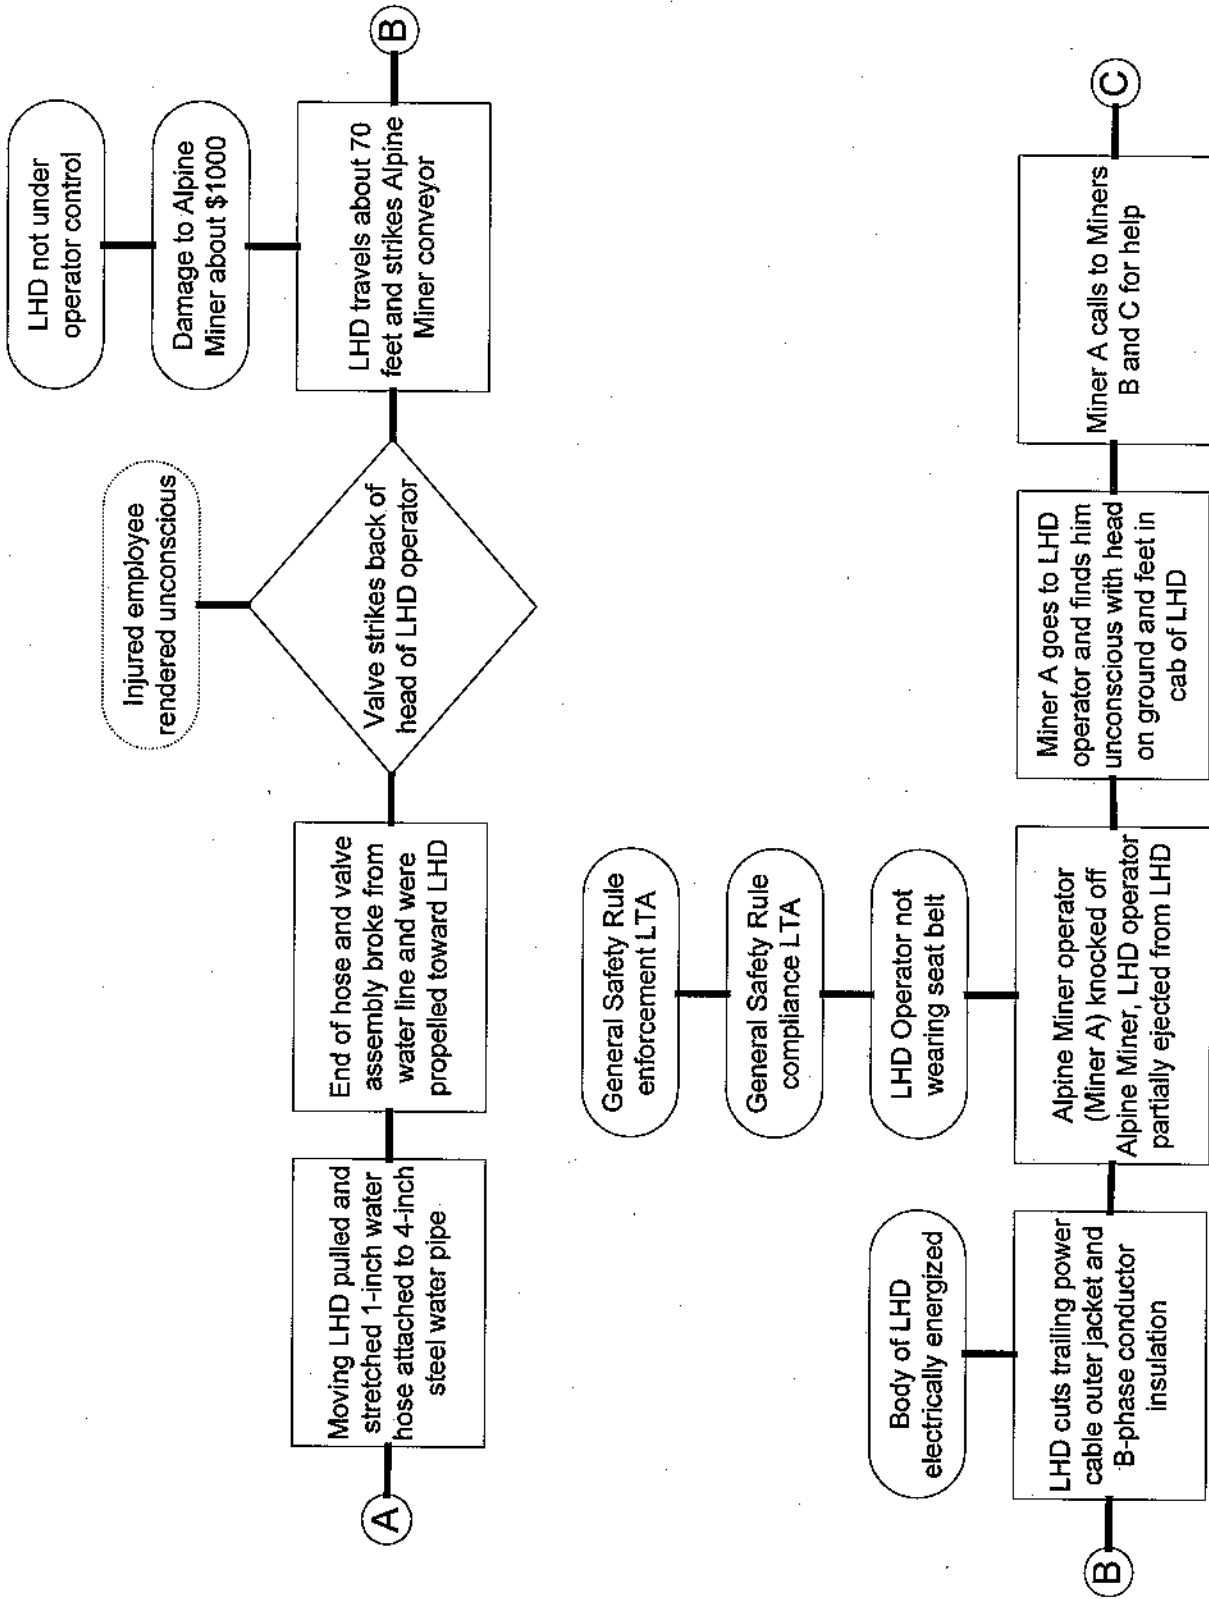 A
Moving LHD pulled and
stretched 1-inch water
hose attached to 4-inch
steel water pipe
End of hose and valve
assembly broke from
water line and were
propelled toward LHD
Injured employee
rendered unconscious
Valve strikes back of
head of LHD operator
LHD not under
operator control
Damage to Alpine
Miner about $1000
LHD travels about 70
feet and strikes Alpine
Miner conveyor
B
B
Body of LHD
electrically energized
LHD cuts trailing power
cable outer jacket and
B-phase conductor
insulation
General Safety Rule
enforcement LTA
General Safety Rule
compliance LTA
LHD Operator not
wearing seat belt
Alpine Miner operator
(Miner A) knocked off
Alpine Miner, LHD operator
partially ejected from LHD
Miner A goes to LHD
operator and finds him
unconscious with head
on ground and feet in
cab of LHD
Miner A calls to Miners
B and C for help
C